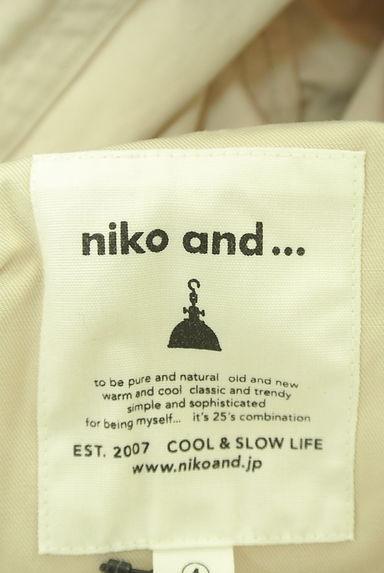 niko and...
to be pure and natural old and new
warm and cool classic and trendy
simple and sophisticated
for being myself... it's 25's combination
EST. 2007 COOL & SLOW LIFE
www.nikoand.jp
4